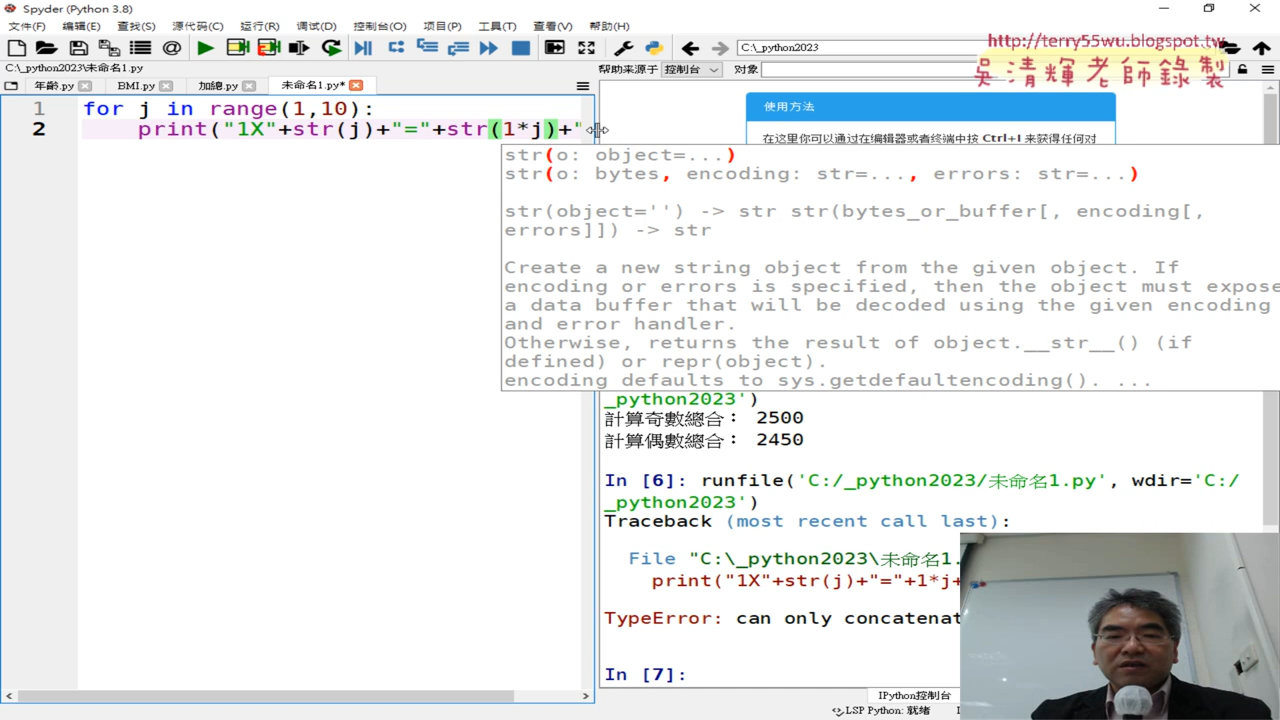 Spyder (Python 3.8)
文件(F) 编辑(E) 查找(S) 源代码(C) 运行(R) 调试(D) 控制台(O) 项目(P) 工具(T) 查看(V) 帮助(H)
C:\_python2023
http://terry55wu.blogspot.tw
吳清輝老師錄製
C:\_python2023\未命名1.py
帮助来源于 控制台 对象
年齡.py BMI.py 加總.py 未命名1.py*
使用方法
在这里你可以通过在编辑器或者终端中按 Ctrl+I 来获得任何对
1 for j in range(1,10):
2 print("1X"+str(j)+"="+str(1*j)+"
str(o: object=...)
str(o: bytes, encoding: str=..., errors: str=...)
str(object='') -> str str(bytes_or_buffer[, encoding[,
errors]]) -> str
Create a new string object from the given object. If
encoding or errors is specified, then the object must expose
a data buffer that will be decoded using the given encoding
and error handler.
Otherwise, returns the result of object.__str__() (if
defined) or repr(object).
encoding defaults to sys.getdefaultencoding(). ...
_python2023')
計算奇數總合： 2500
計算偶數總合： 2450
In [6]: runfile('C:/_python2023/未命名1.py', wdir='C:/
_python2023')
Traceback (most recent call last):
File "C:\_python2023\未命名1.
print("1X"+str(j)+"="+1*j+
TypeError: can only concatenat
In [7]:
IPython控制台
LSP Python: 就绪